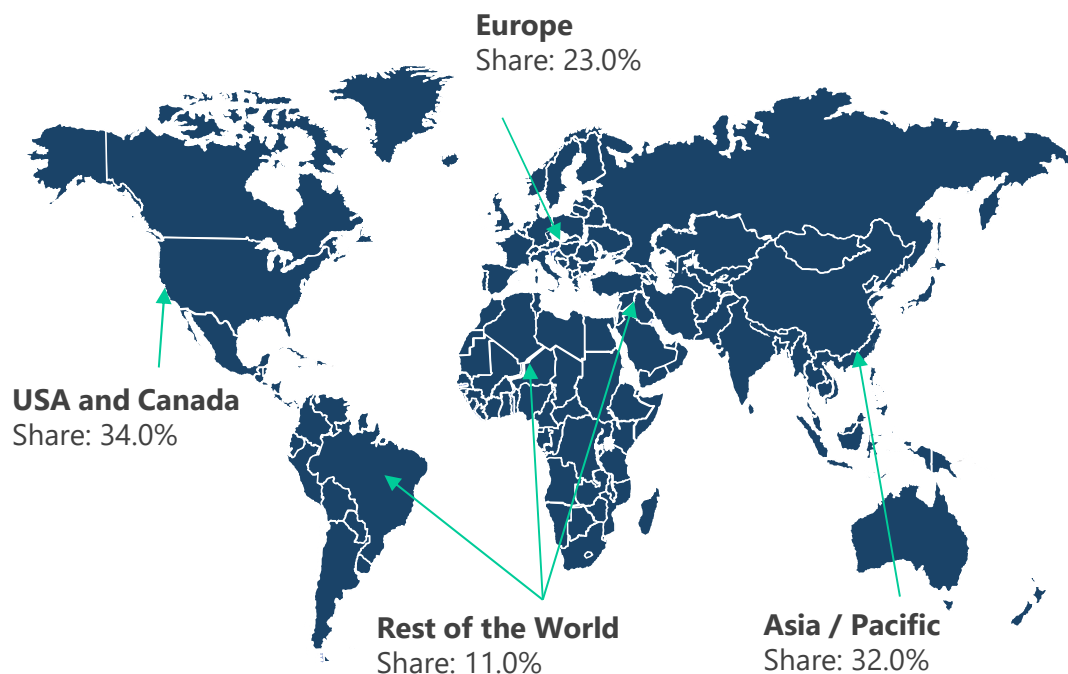 Europe
Share: 23.0%
USA and Canada
Share: 34.0%
Rest of the World
Share: 11.0%
Asia / Pacific
Share: 32.0%